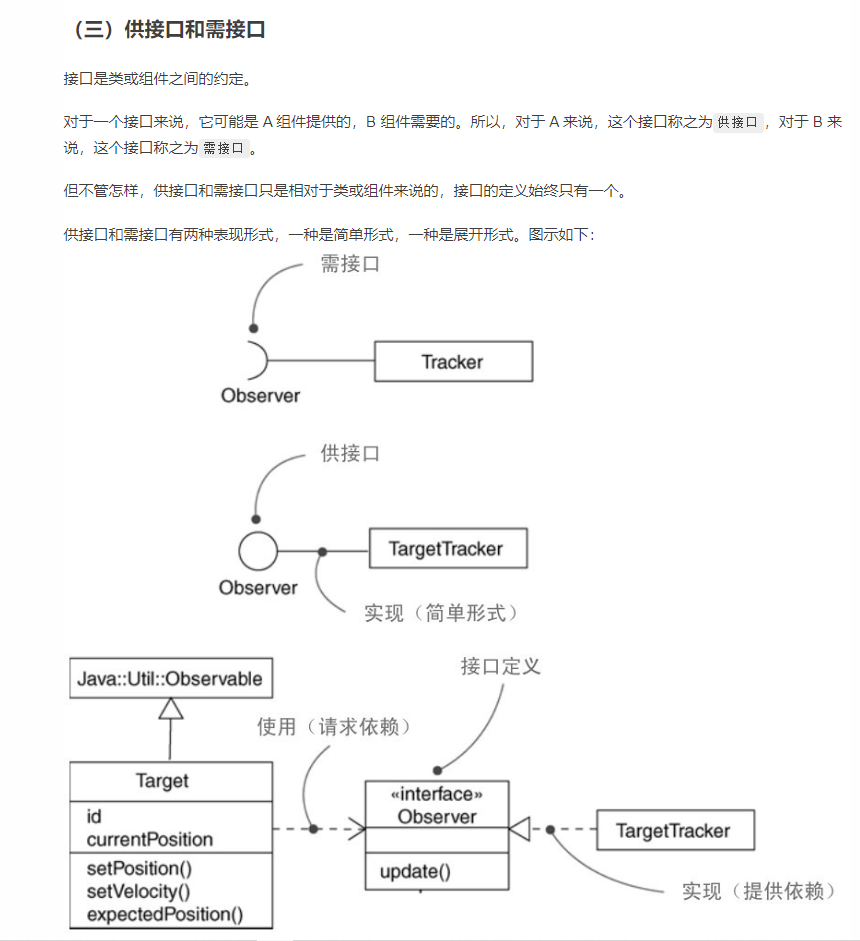 （三）供接口和需接口
接口是类或组件之间的约定。
对于一个接口来说，它可能是 A 组件提供的，B 组件需要的。所以，对于 A 来说，这个接口称之为 供接口 ，对于 B 来
说，这个接口称之为 需接口 。
但不管怎样，供接口和需接口只是相对于类或组件来说的，接口的定义始终只有一个。
供接口和需接口有两种表现形式，一种是简单形式，一种是展开形式。图示如下：
需接口
Tracker
Observer
供接口
TargetTracker
Observer
实现（简单形式）
接口定义
Java::Util::Observable
使用（请求依赖）
Target
id
currentPosition
setPosition()
setVelocity()
expectedPosition()
«interface»
Observer
update()
TargetTracker
实现（提供依赖）